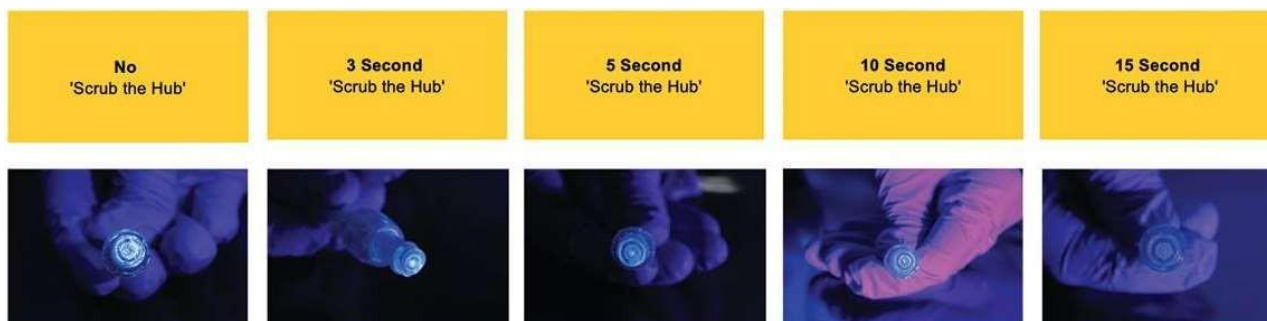 No
'Scrub the Hub'
3 Second
'Scrub the Hub'
5 Second
'Scrub the Hub'
10 Second
'Scrub the Hub'
15 Second
'Scrub the Hub'